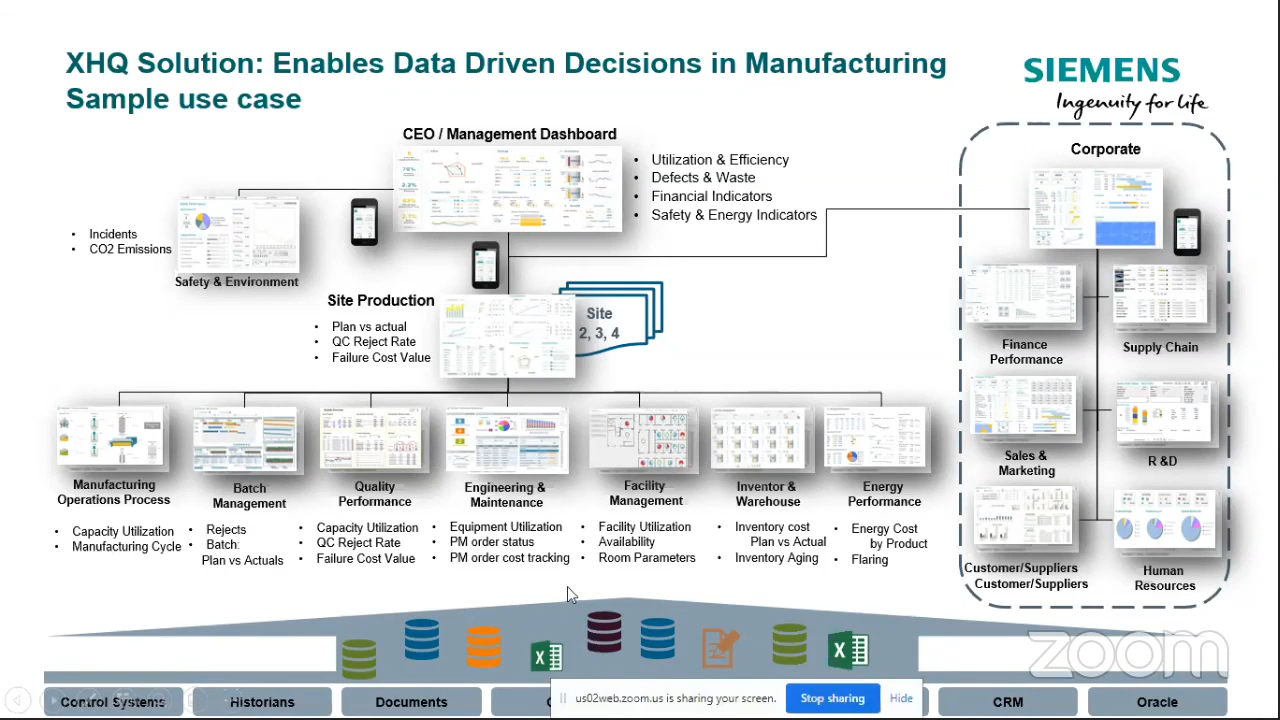 XHQ Solution: Enables Data Driven Decisions in Manufacturing
Sample use case
SIEMENS
Ingenuity for life
CEO / Management Dashboard
• Utilization & Efficiency
• Defects & Waste
• Financial Indicators
• Safety & Energy Indicators
• Incidents
• CO2 Emissions
Safety & Environment
Site Production
• Plan vs actual
• QC Reject Rate
• Failure Cost Value
Site
2, 3, 4
Manufacturing
Operations Process
• Capacity Utilization
• Manufacturing Cycle
Batch
Management
• Rejects
• Batch:
Plan vs Actuals
Quality
Performance
Capacity Utilization
• QC Reject Rate
• Failure Cost Value
Engineering &
Maintenance
• Equipment Utilization
• PM order status
• PM order cost tracking
Facility
Management
• Facility Utilization
• Availability
• Room Parameters
Inventor &
Warehouse
• Inventory cost
Plan vs Actual
• Inventory Aging
Energy
Performance
• Energy Cost
by Product
• Flaring
Corporate
Finance
Performance
Supply Chain
Sales &
Marketing
R &D
Customer/Suppliers
Customer/Suppliers
Human
Resources
zoom
Control Systems
Historians
Documents
us02web.zoom.us is sharing your screen.
Stop sharing
Hide
CRM
Oracle